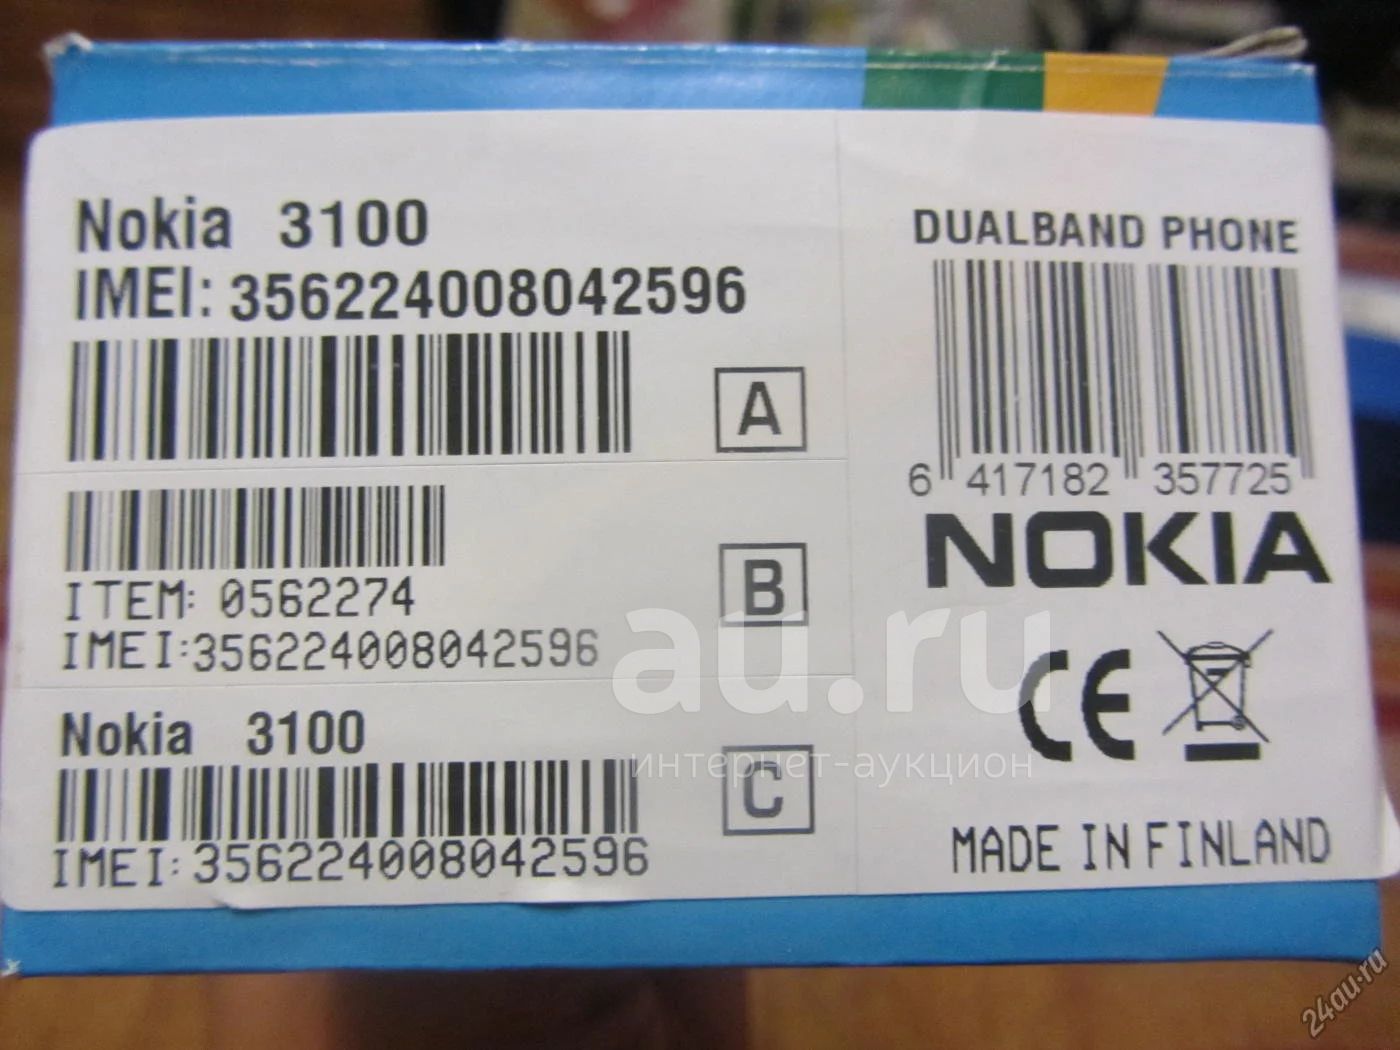 Nokia 3100
IMEI: 356224008042596
A
ITEM: 0562274
IMEI:356224008042596
B
Nokia 3100
IMEI:356224008042596
C
DUALBAND PHONE
6 417182 357725
NOKIA
CE
MADE IN FINLAND
au.ru
интернет-аукцион
24au.ru